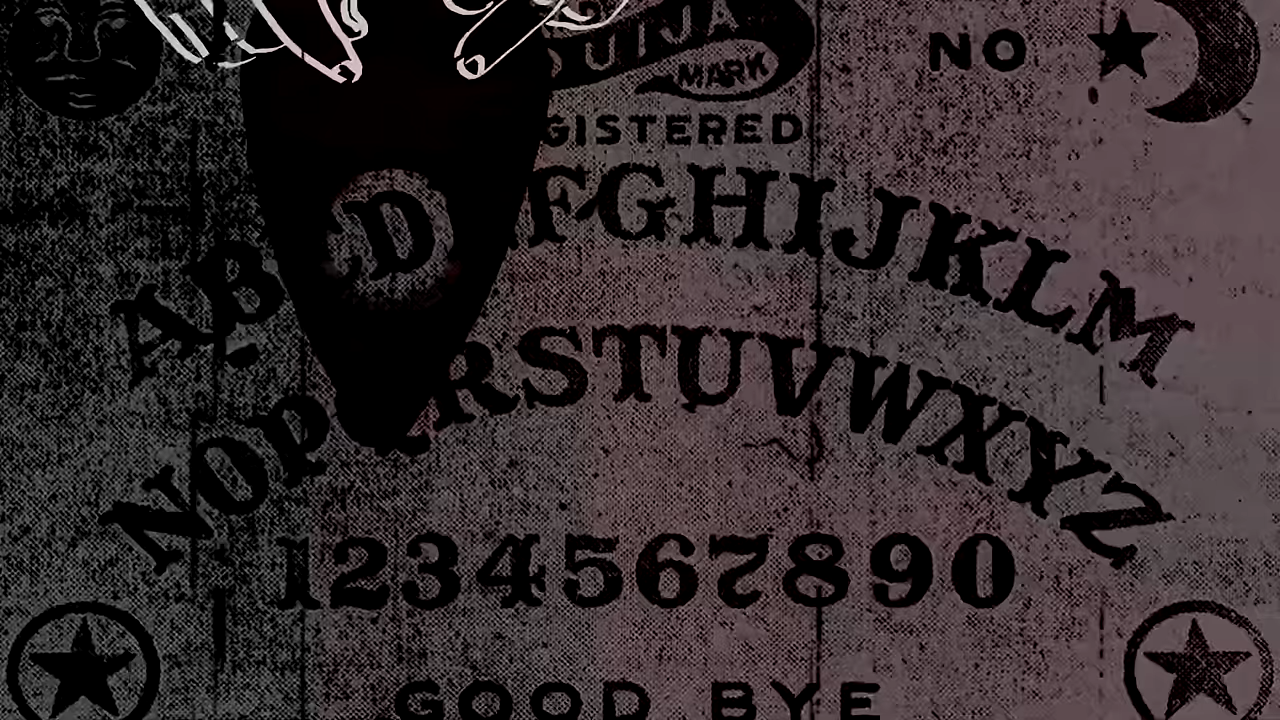 OUIJA
NO
MARK
GISTERED
AB D FGHIJKLM
NOP RSTUVWXYZ
1234567890
GOOD BYE